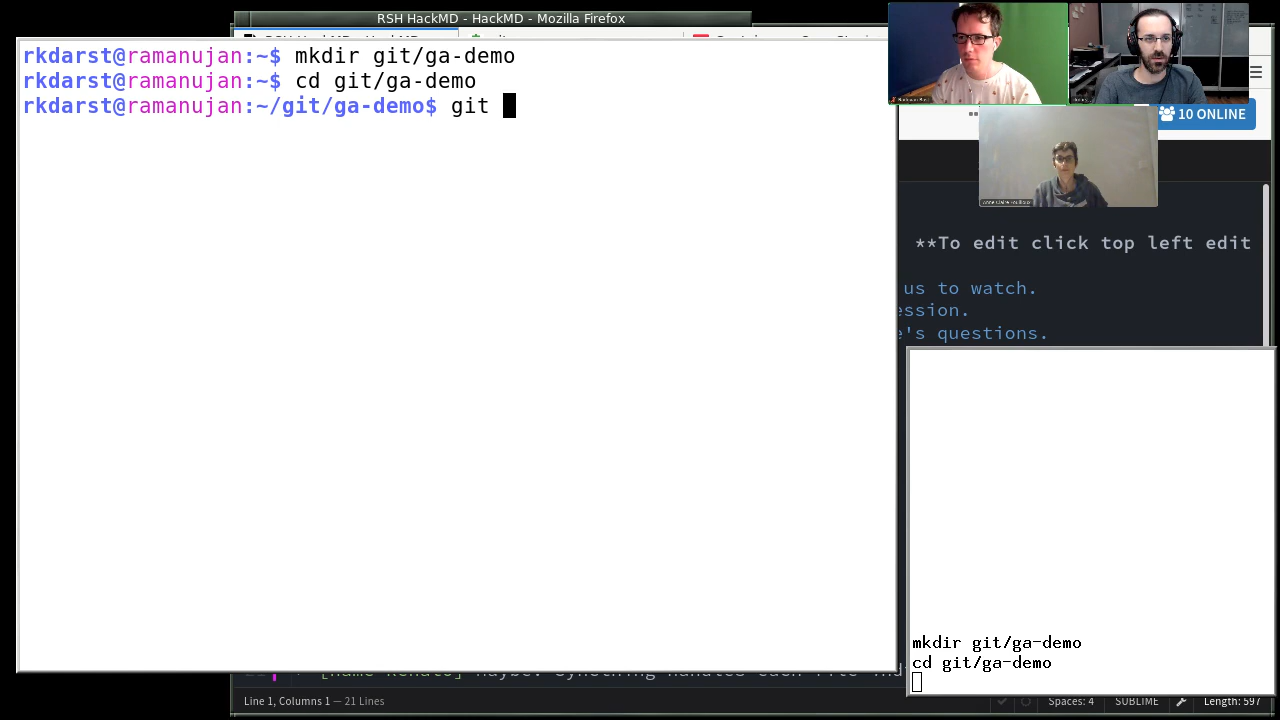 RSH HackMD - HackMD - Mozilla Firefox
rkdarst@ramanujan:~$ mkdir git/ga-demo
rkdarst@ramanujan:~$ cd git/ga-demo
rkdarst@ramanujan:~/git/ga-demo$ git
10 ONLINE
**To edit click top left edit
us to watch.
ession.
e's questions.
mkdir git/ga-demo
cd git/ga-demo
Line 1, Columns 1 — 21 Lines
Spaces: 4
SUBLIME
Length: 597